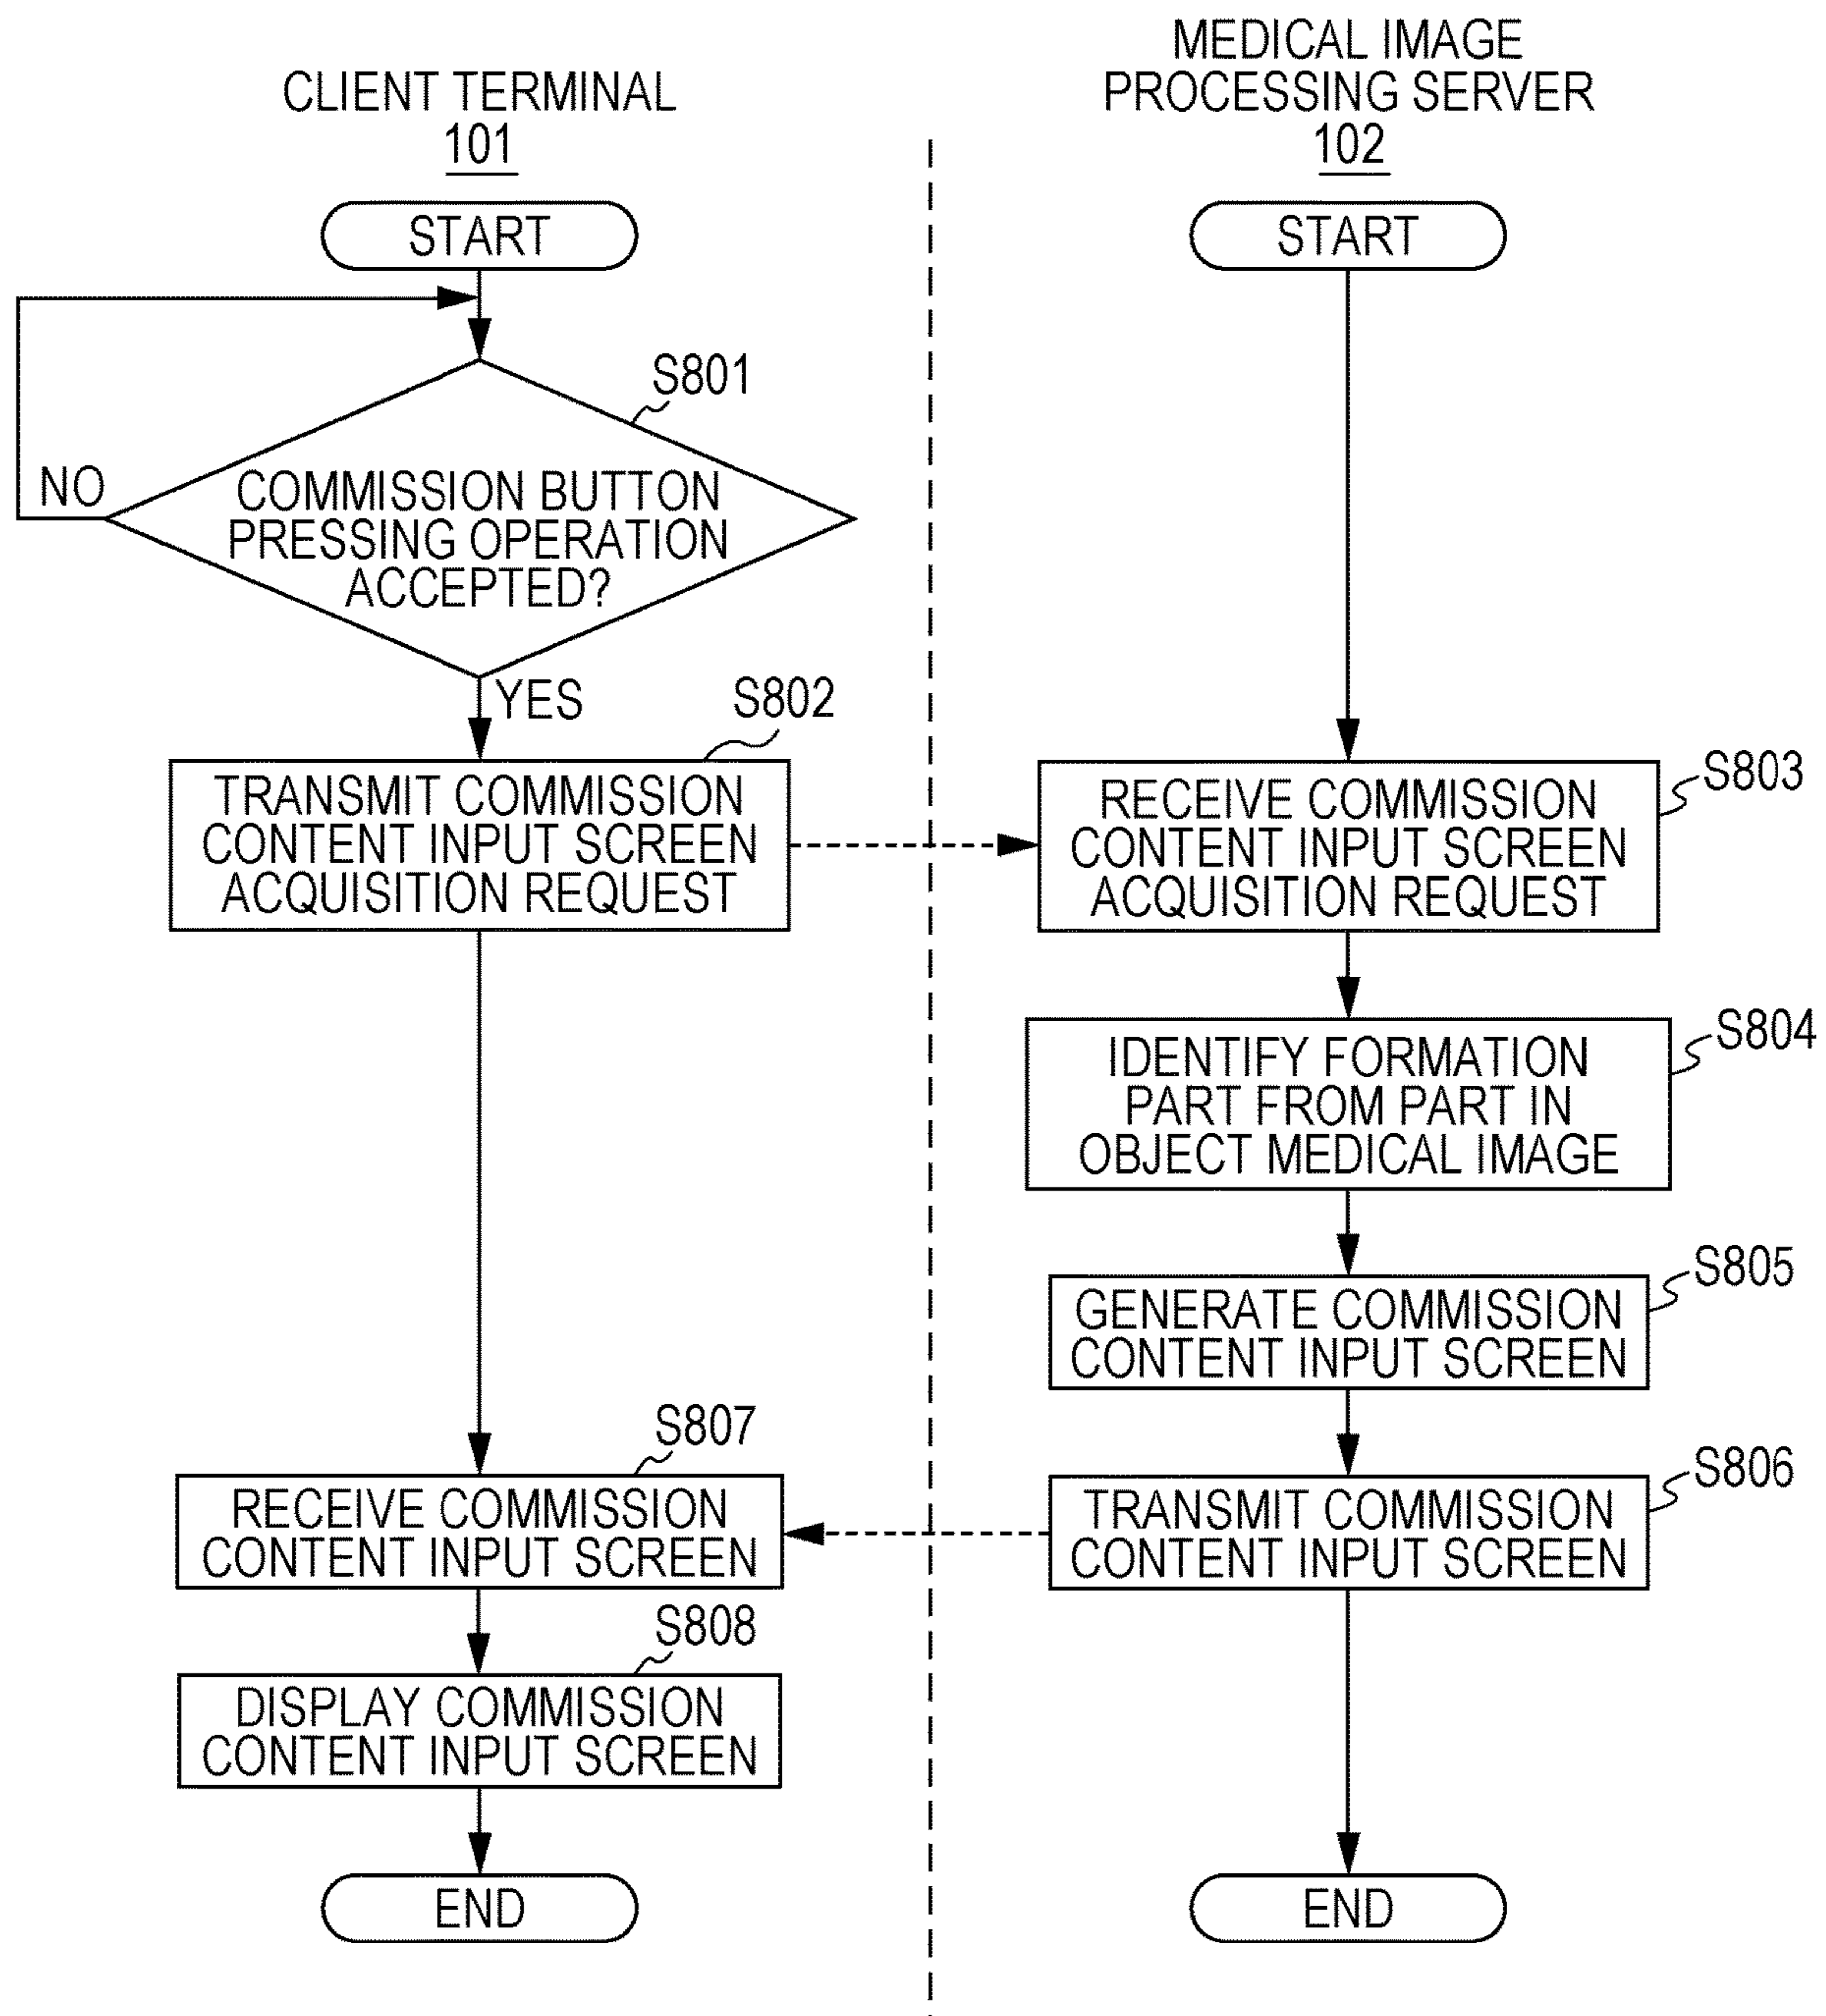 CLIENT TERMINAL
101
START
S801
NO
COMMISSION BUTTON
PRESSING OPERATION
ACCEPTED?
YES
S802
TRANSMIT COMMISSION
CONTENT INPUT SCREEN
ACQUISITION REQUEST
S807
RECEIVE COMMISSION
CONTENT INPUT SCREEN
S808
DISPLAY COMMISSION
CONTENT INPUT SCREEN
END
MEDICAL IMAGE
PROCESSING SERVER
102
START
S803
RECEIVE COMMISSION
CONTENT INPUT SCREEN
ACQUISITION REQUEST
S804
IDENTIFY FORMATION
PART FROM PART IN
OBJECT MEDICAL IMAGE
S805
GENERATE COMMISSION
CONTENT INPUT SCREEN
S806
TRANSMIT COMMISSION
CONTENT INPUT SCREEN
END